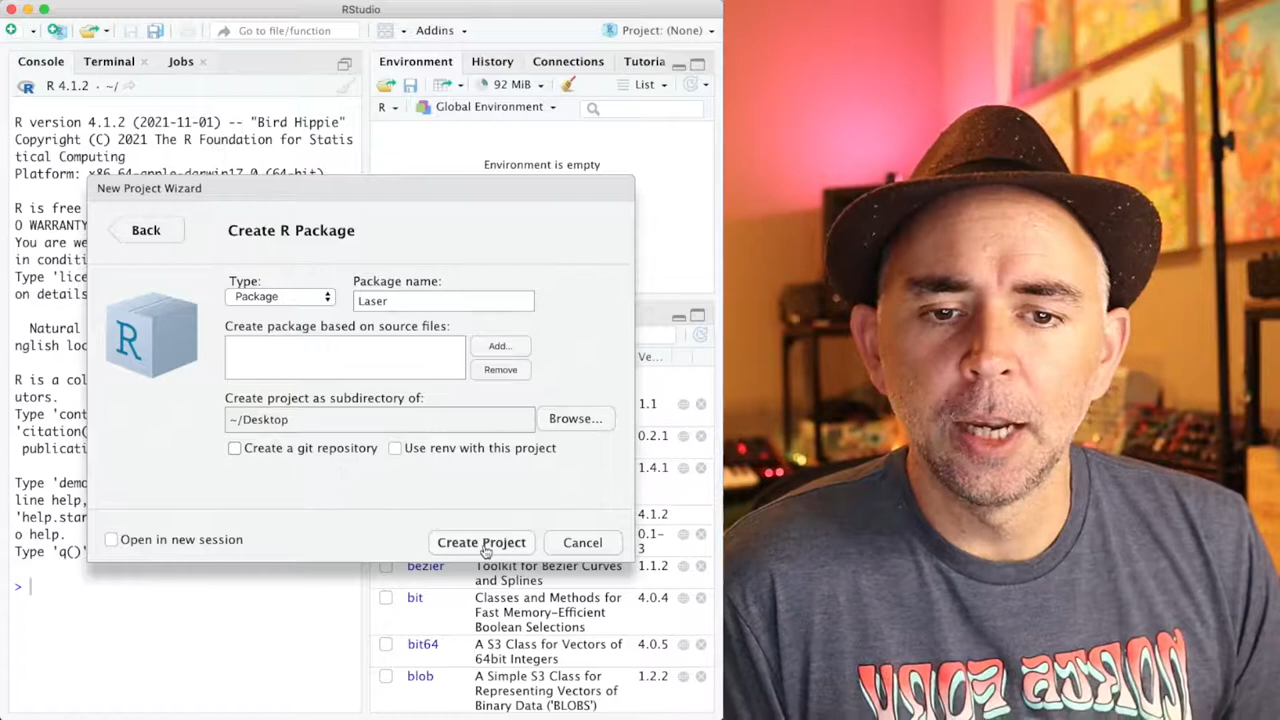 RStudio
Go to file/function
Addins
Project: (None)
Console
Terminal
Jobs
R 4.1.2 · ~/
R version 4.1.2 (2021-11-01) -- "Bird Hippie"
Copyright (C) 2021 The R Foundation for Statis
tical Computing
Platform: x86_64-apple-darwin17.0 (64-bit)
R is free
O WARRANTY
You are we
in conditi
Type 'lice
on details
Natural
nglish loc
R is a col
utors.
Type 'cont
'citation(
publicatio
Type 'demo
line help,
'help.star
o help.
Type 'q()'
>
Environment
History
Connections
Tutoria
92 MiB
List
R
Global Environment
Environment is empty
New Project Wizard
Back
Create R Package
Type:
Package name:
Package
Laser
Create package based on source files:
Add...
Remove
R
Create project as subdirectory of:
~/Desktop
Browse...
Create a git repository
Use renv with this project
Open in new session
Create Project
Cancel
Ve...
1.1
0.2.1
1.4.1
4.1.2
0.1-
3
bezier
Toolkit for Bezier Curves
and Splines
1.1.2
bit
Classes and Methods for
Fast Memory-Efficient
Boolean Selections
4.0.4
bit64
A S3 Class for Vectors of
64bit Integers
4.0.5
blob
A Simple S3 Class for
Representing Vectors of
Binary Data ('BLOBS')
1.2.2